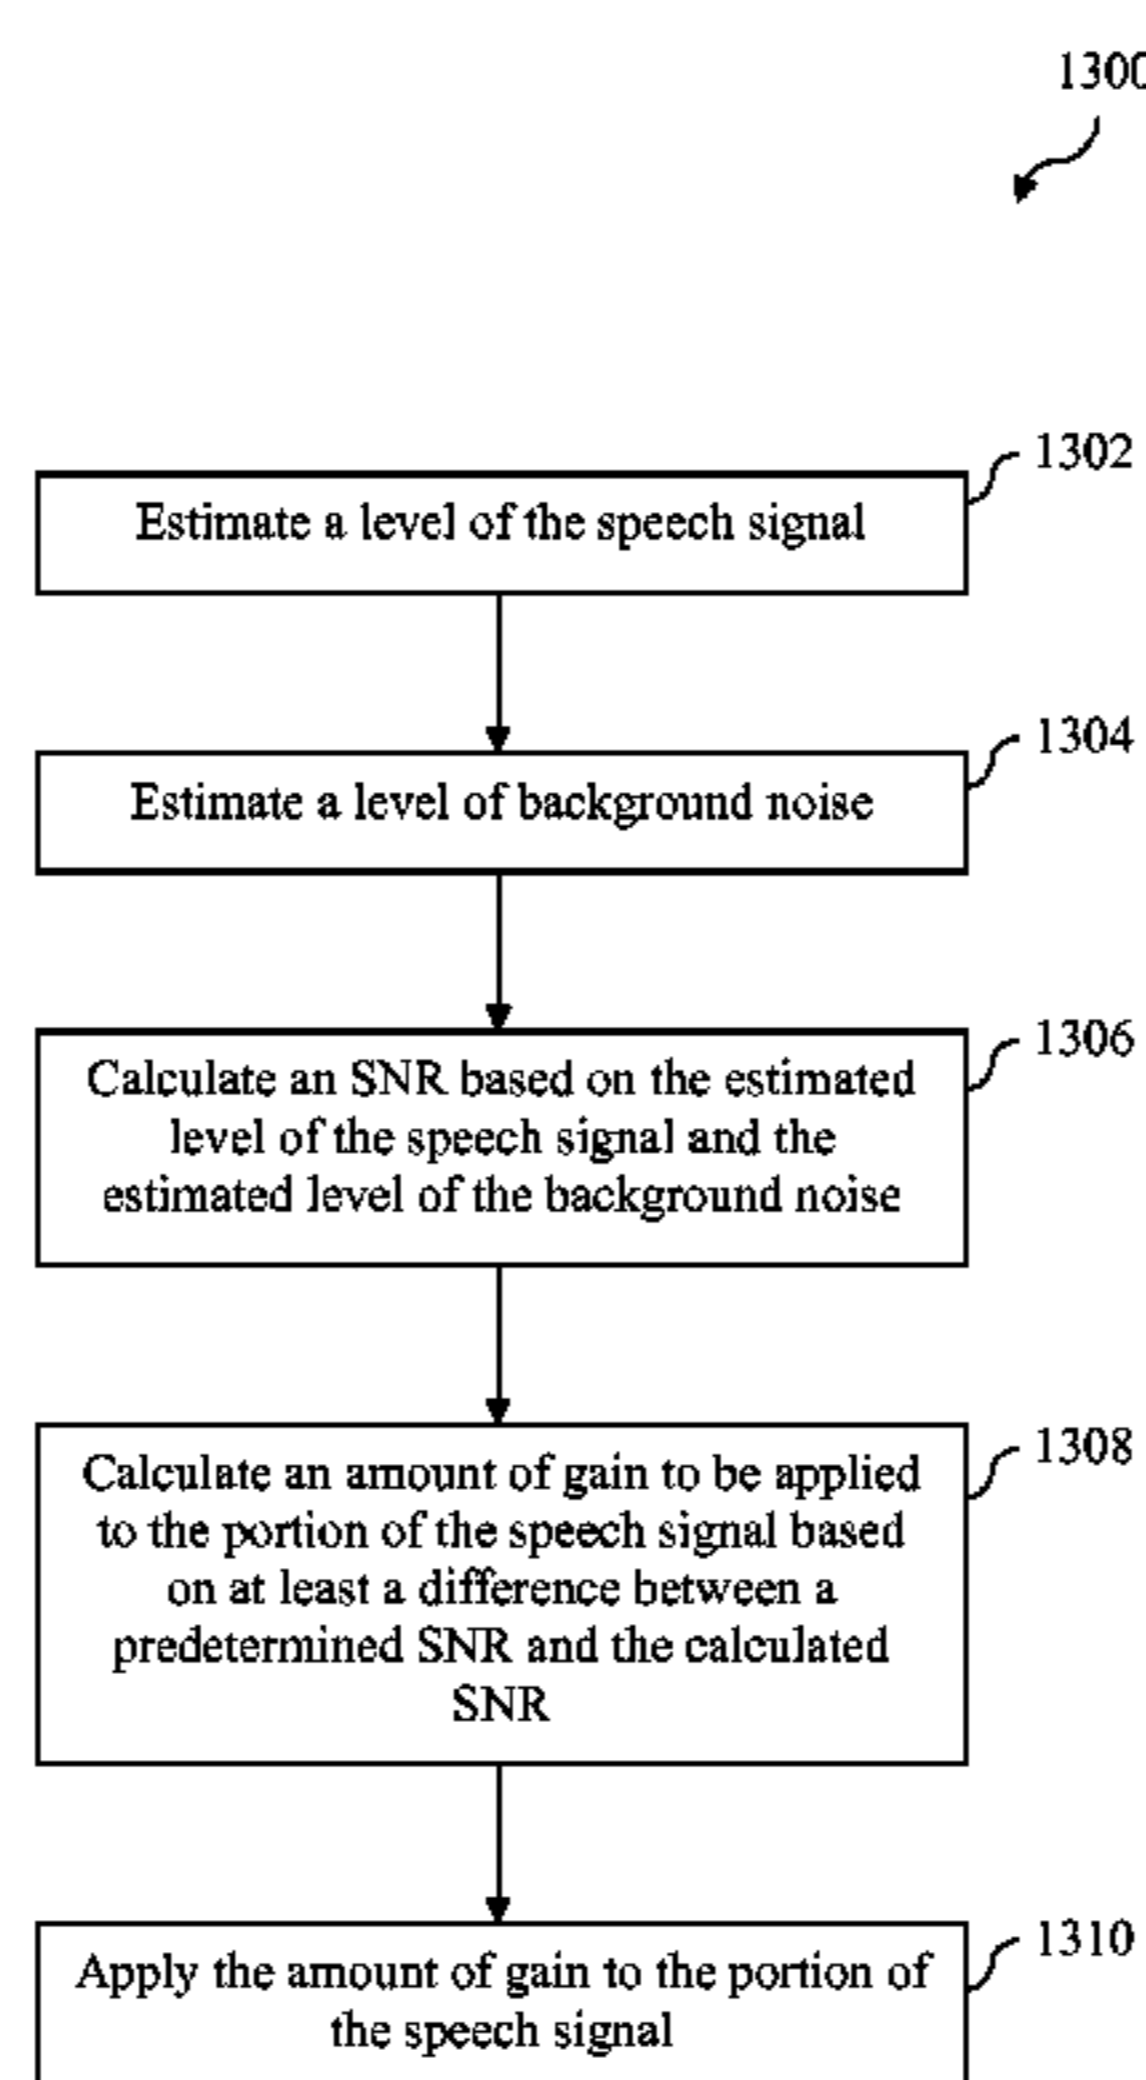 1300
1302
Estimate a level of the speech signal
1304
Estimate a level of background noise
1306
Calculate an SNR based on the estimated
level of the speech signal and the
estimated level of the background noise
1308
Calculate an amount of gain to be applied
to the portion of the speech signal based
on at least a difference between a
predetermined SNR and the calculated
SNR
1310
Apply the amount of gain to the portion of
the speech signal